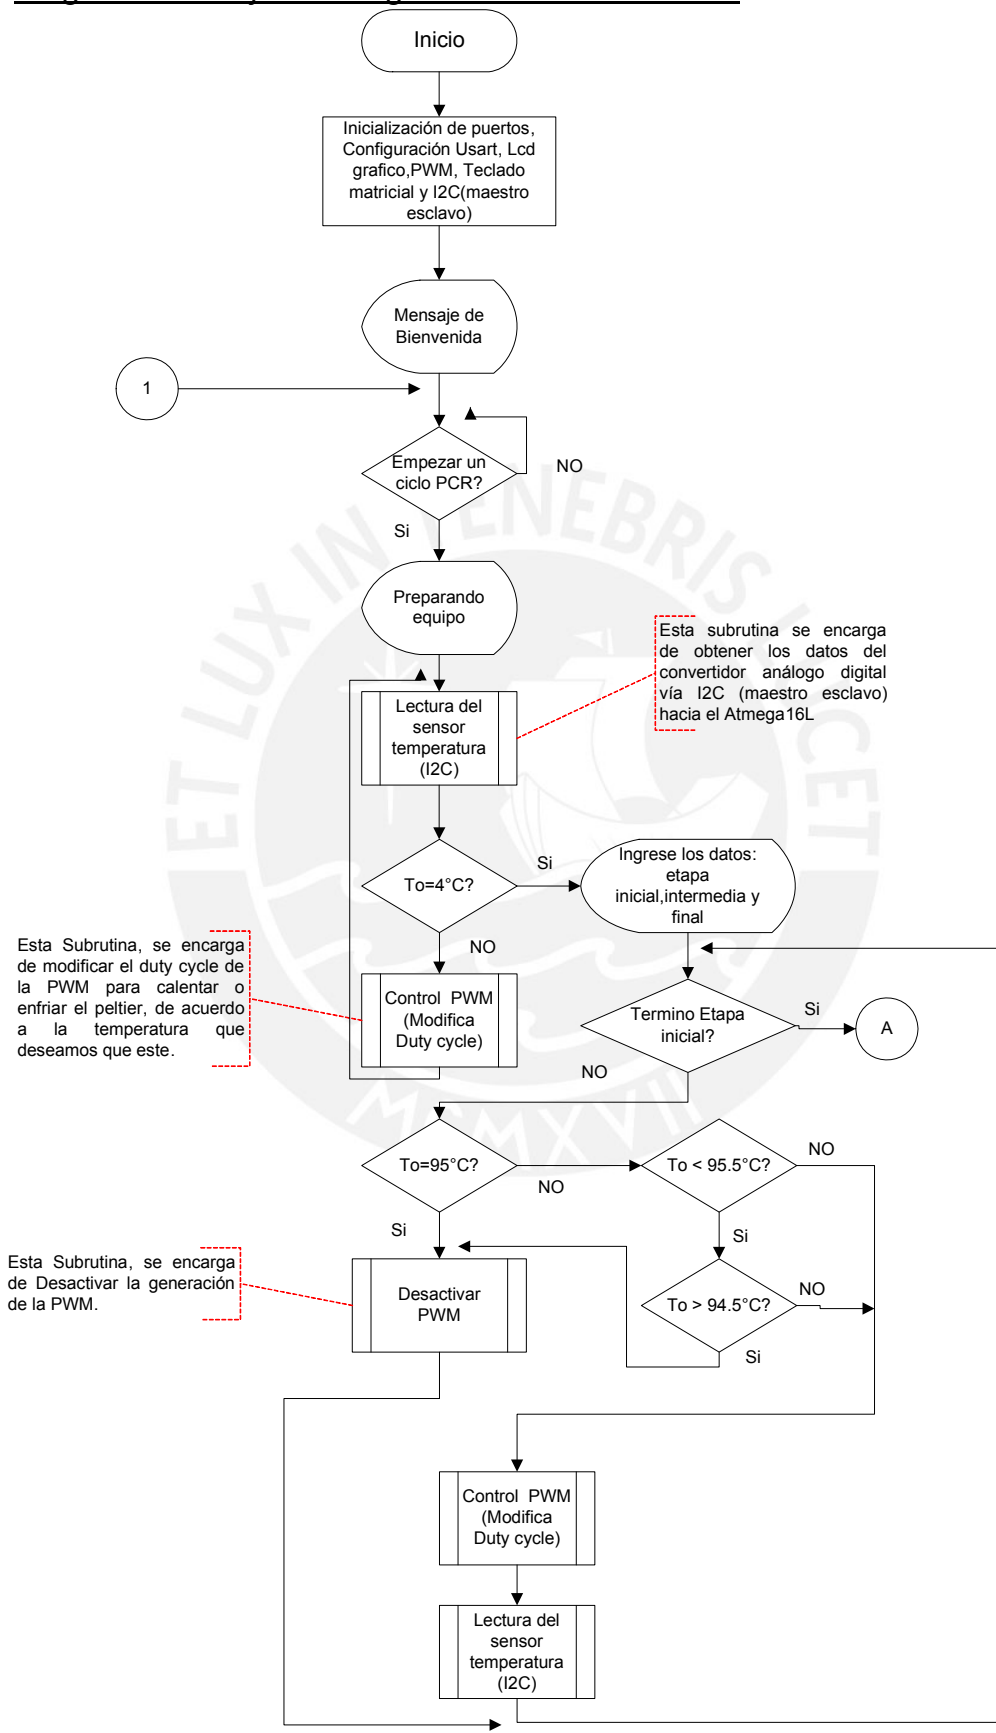 Inicio
Inicialización de puertos,
Configuración Usart, Lcd
grafico,PWM, Teclado
matricial y I2C(maestro
esclavo)
Mensaje de
Bienvenida
1
Empezar un
ciclo PCR?
NO
Si
Preparando
equipo
Esta subrutina se encarga
de obtener los datos del
convertidor análogo digital
vía I2C (maestro esclavo)
hacia el Atmega16L
Lectura del
sensor
temperatura
(I2C)
To=4°C?
Si
Ingrese los datos:
etapa
inicial,intermedia y
final
NO
Esta Subrutina, se encarga
de modificar el duty cycle de
la PWM para calentar o
enfriar el peltier, de acuerdo
a la temperatura que
deseamos que este.
Control PWM
(Modifica
Duty cycle)
Termino Etapa
inicial?
Si
A
NO
To=95°C?
NO
To < 95.5°C?
NO
Si
Si
Esta Subrutina, se encarga
de Desactivar la generación
de la PWM.
Desactivar
PWM
To > 94.5°C?
NO
Si
Control PWM
(Modifica
Duty cycle)
Lectura del
sensor
temperatura
(I2C)
ET LUX IN TENEBRIS LUCET
MCMXVII